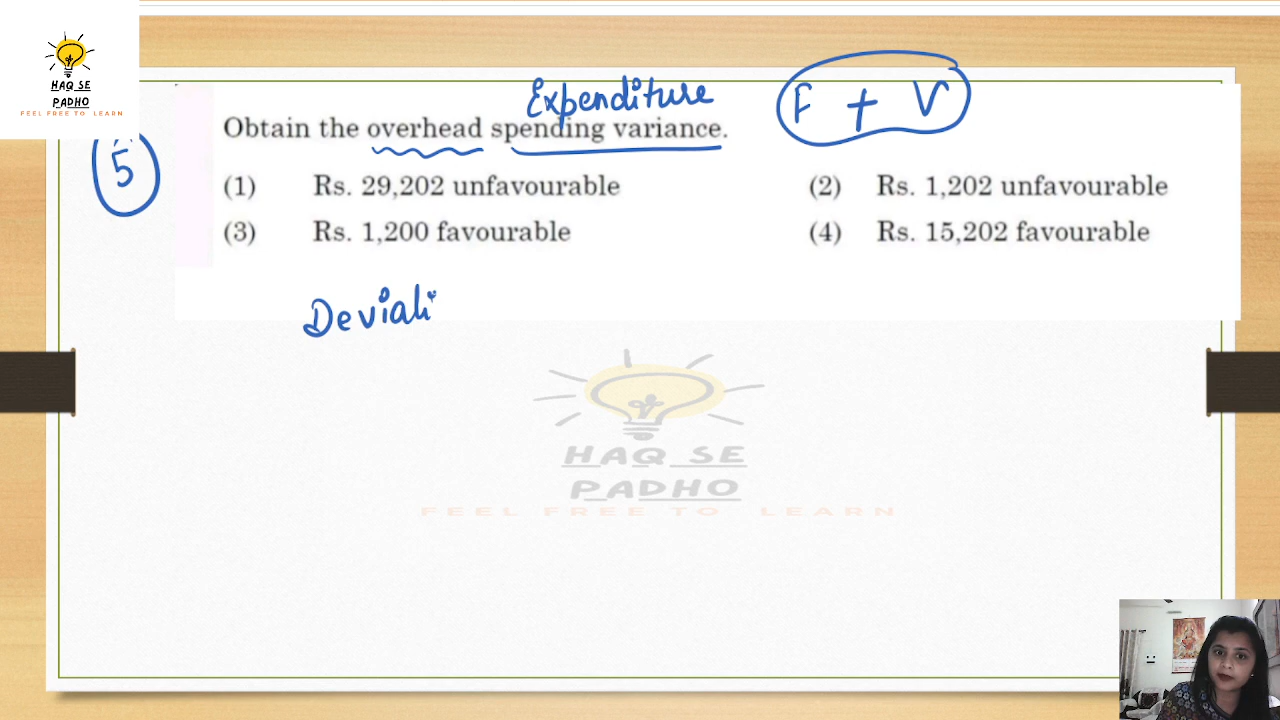 HAQ SE
PADHO
FEEL FREE TO LEARN
5
Expenditure
F + V
Obtain the overhead spending variance.
(1) Rs. 29,202 unfavourable
(2) Rs. 1,202 unfavourable
(3) Rs. 1,200 favourable
(4) Rs. 15,202 favourable
Deviati
HAQ SE
PADHO
FEEL FREE TO LEARN